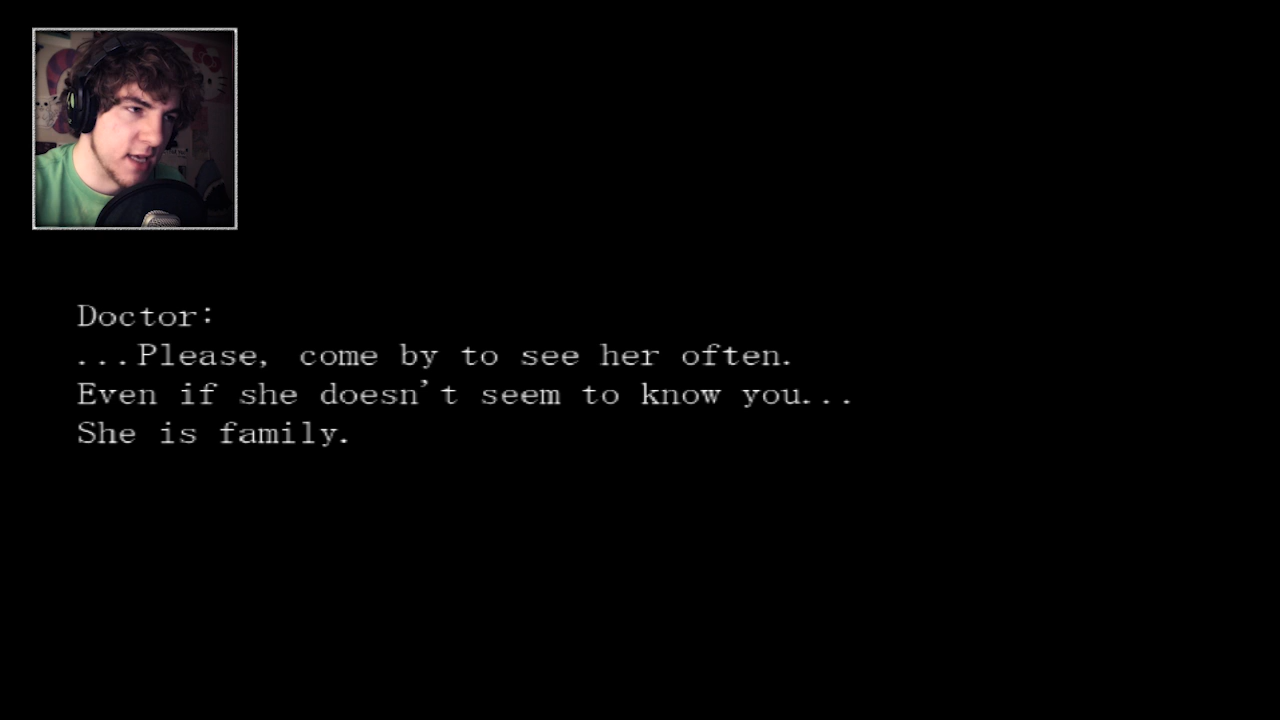 Doctor:
...Please, come by to see her often.
Even if she doesn't seem to know you...
She is family.